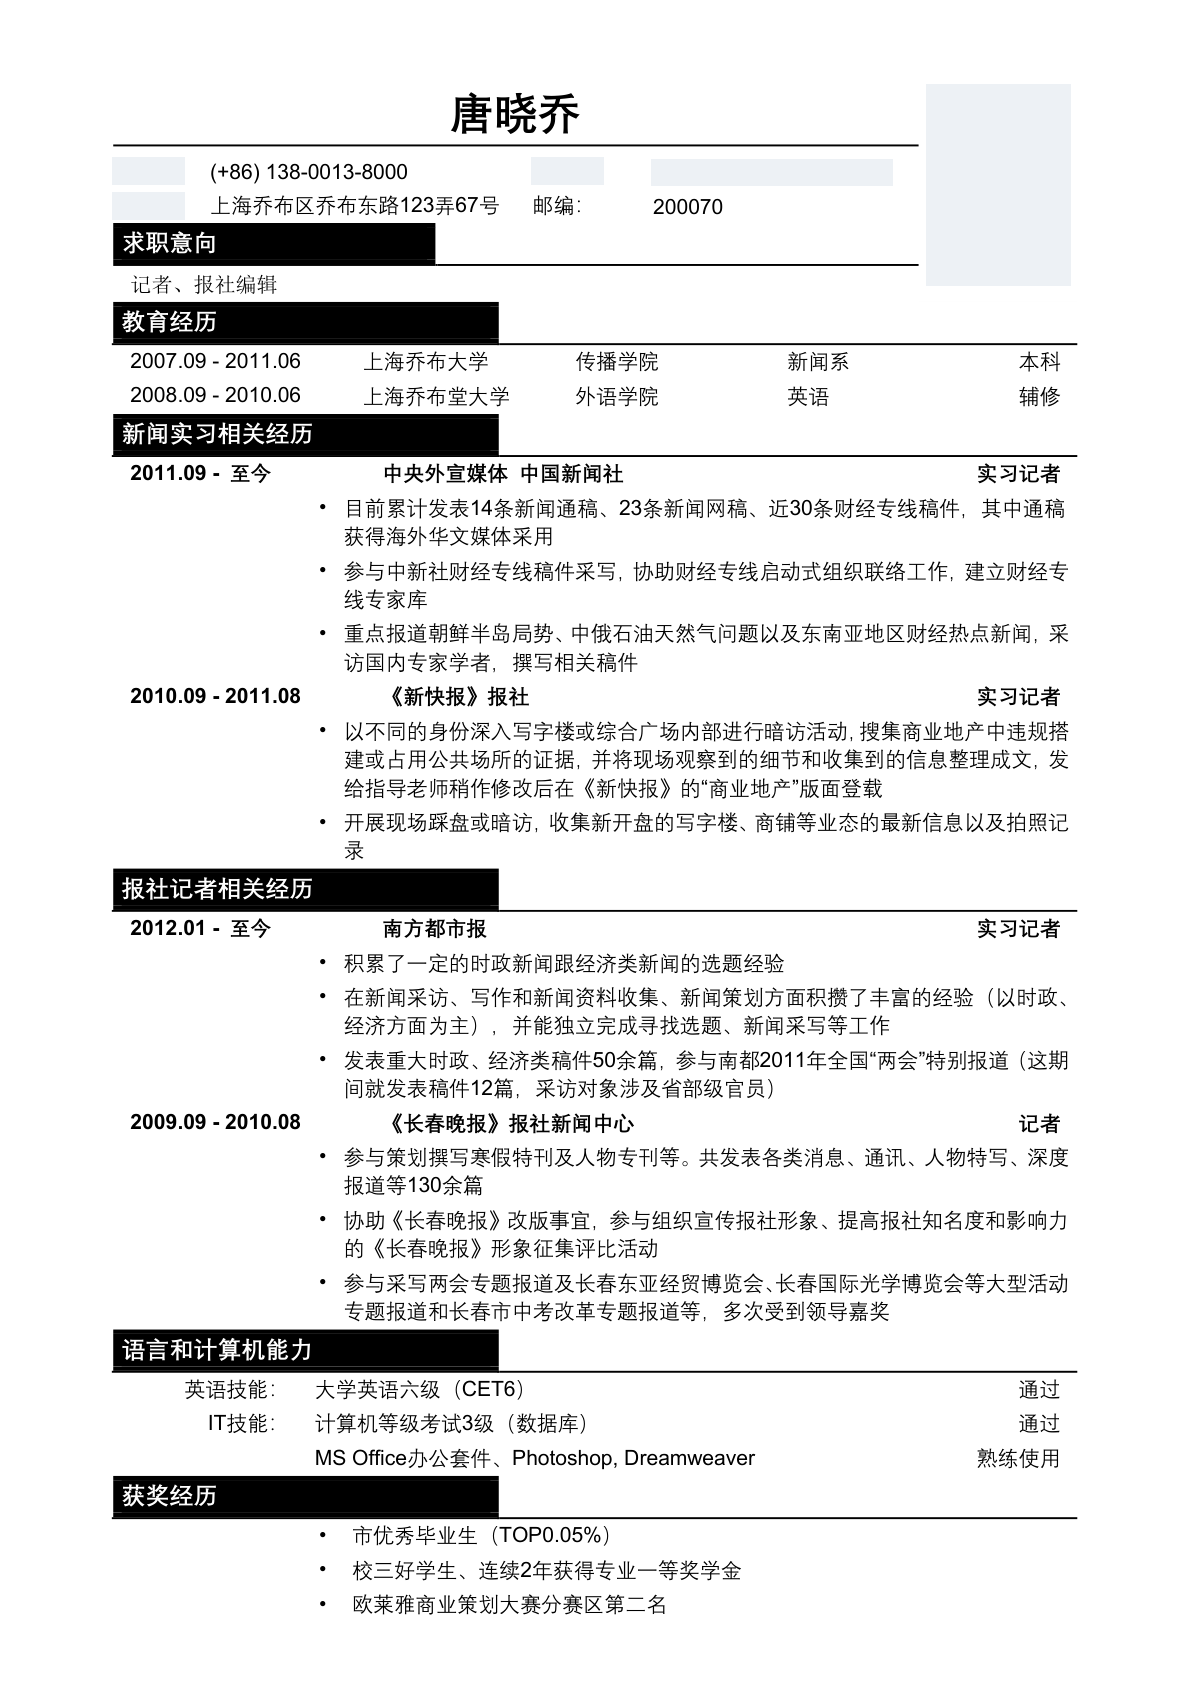 唐晓乔
(+86) 138-0013-8000
上海乔布区乔布东路123弄67号 邮编： 200070
求职意向
记者、报社编辑
教育经历
2007.09 - 2011.06 上海乔布大学 传播学院 新闻系 本科
2008.09 - 2010.06 上海乔布堂大学 外语学院 英语 辅修
新闻实习相关经历
2011.09 - 至今 中央外宣媒体 中国新闻社 实习记者
• 目前累计发表14条新闻通稿、23条新闻网稿、近30条财经专线稿件，其中通稿
获得海外华文媒体采用
• 参与中新社财经专线稿件采写，协助财经专线启动式组织联络工作，建立财经专
线专家库
• 重点报道朝鲜半岛局势、中俄石油天然气问题以及东南亚地区财经热点新闻，采
访国内专家学者，撰写相关稿件
2010.09 - 2011.08 《新快报》报社 实习记者
• 以不同的身份深入写字楼或综合广场内部进行暗访活动，搜集商业地产中违规搭
建或占用公共场所的证据，并将现场观察到的细节和收集到的信息整理成文，发
给指导老师稍作修改后在《新快报》的“商业地产”版面登载
• 开展现场踩盘或暗访，收集新开盘的写字楼、商铺等业态的最新信息以及拍照记
录
报社记者相关经历
2012.01 - 至今 南方都市报 实习记者
• 积累了一定的时政新闻跟经济类新闻的选题经验
• 在新闻采访、写作和新闻资料收集、新闻策划方面积攒了丰富的经验（以时政、
经济方面为主），并能独立完成寻找选题、新闻采写等工作
• 发表重大时政、经济类稿件50余篇，参与南都2011年全国“两会”特别报道（这期
间就发表稿件12篇，采访对象涉及省部级官员）
2009.09 - 2010.08 《长春晚报》报社新闻中心 记者
• 参与策划撰写寒假特刊及人物专刊等。共发表各类消息、通讯、人物特写、深度
报道等130余篇
• 协助《长春晚报》改版事宜，参与组织宣传报社形象、提高报社知名度和影响力
的《长春晚报》形象征集评比活动
• 参与采写两会专题报道及长春东亚经贸博览会、长春国际光学博览会等大型活动
专题报道和长春市中考改革专题报道等，多次受到领导嘉奖
语言和计算机能力
英语技能： 大学英语六级（CET6） 通过
IT技能： 计算机等级考试3级（数据库） 通过
MS Office办公套件、Photoshop, Dreamweaver 熟练使用
获奖经历
• 市优秀毕业生（TOP0.05%）
• 校三好学生、连续2年获得专业一等奖学金
• 欧莱雅商业策划大赛分赛区第二名